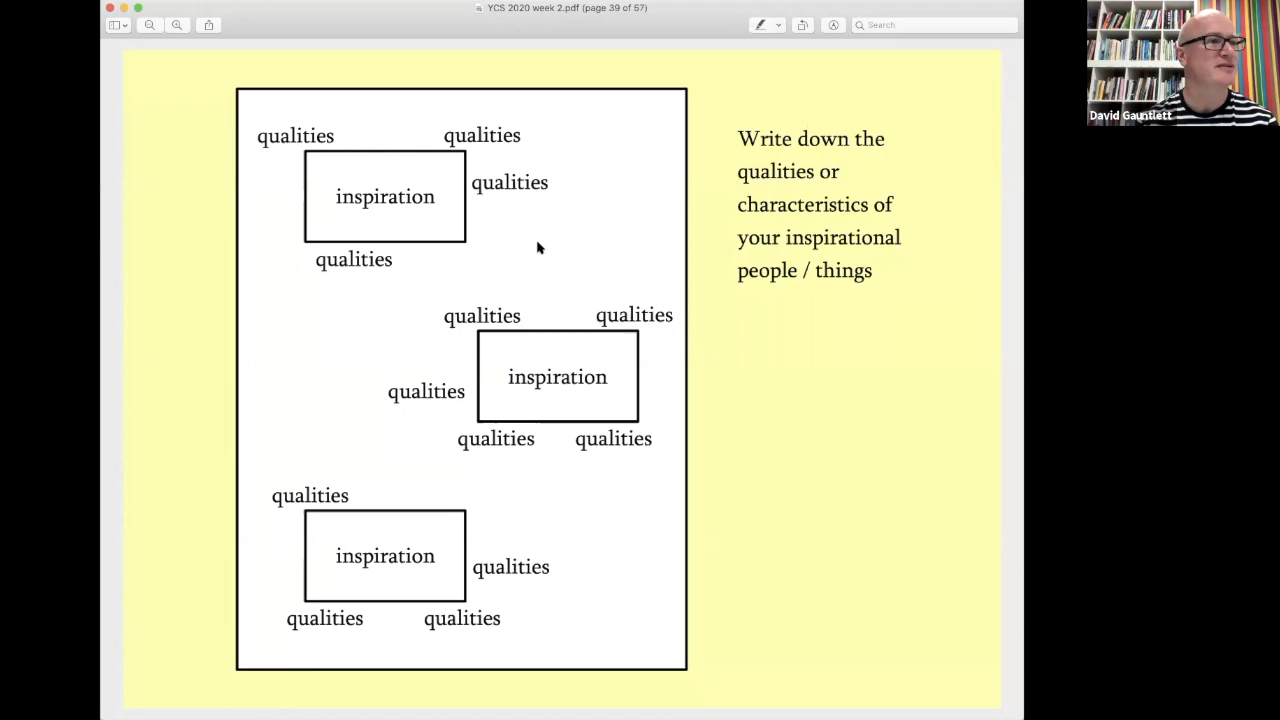 YCS 2020 week 2.pdf (page 39 of 57)
Search
David Gauntlett
qualities qualities
inspiration qualities
qualities
qualities qualities
inspiration
qualities
qualities qualities
qualities
inspiration
qualities
qualities qualities
Write down the
qualities or
characteristics of
your inspirational
people / things